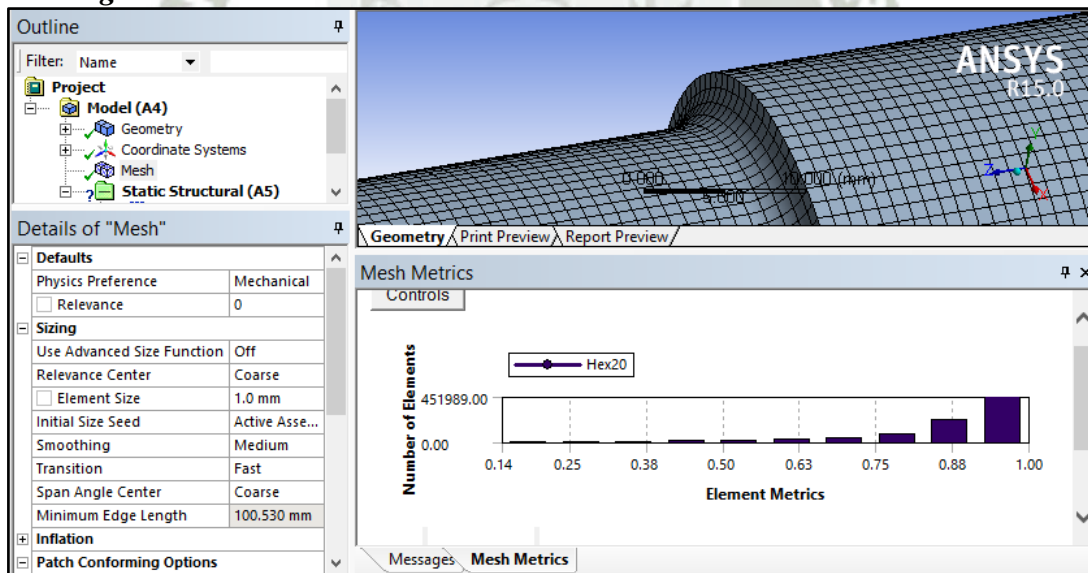 Outline
Filter: Name
Project
Model (A4)
Geometry
Coordinate Systems
Mesh
Static Structural (A5)
ANSYS
R15.0
0.000
10.000 (mm)
5.000
Y
Z
X
Geometry Print Preview Report Preview
Details of "Mesh"
Defaults
Physics Preference Mechanical
Relevance 0
Sizing
Use Advanced Size Function Off
Relevance Center Coarse
Element Size 1.0 mm
Initial Size Seed Active Asse...
Smoothing Medium
Transition Fast
Span Angle Center Coarse
Minimum Edge Length 100.530 mm
Inflation
Patch Conforming Options
Mesh Metrics
Controls
Number of Elements
Hex20
451989.00
0.00
0.14 0.25 0.38 0.50 0.63 0.75 0.88 1.00
Element Metrics
Messages Mesh Metrics